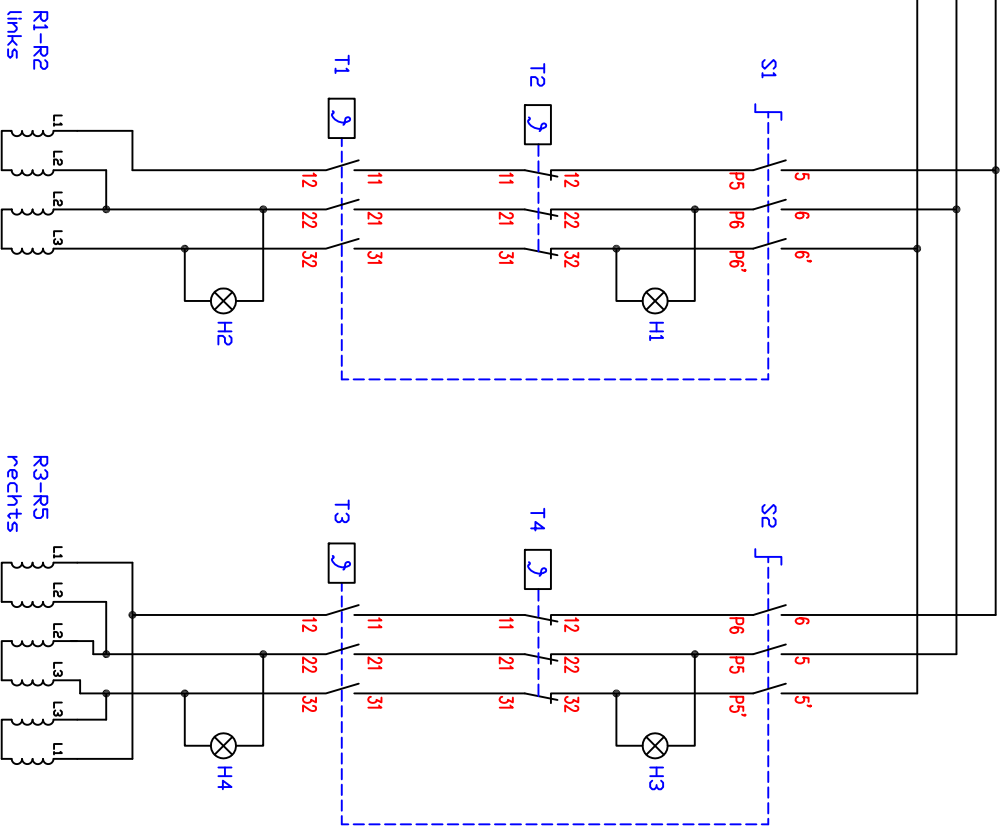 5 6 6' 6 5 5'
S1 S2
P5 P6 P6' P6 P5 P5'
H1 H3
12 22 32 12 22 32
T2 T4
11 21 31 11 21 31
11 21 31 11 21 31
T1 T3
12 22 32 12 22 32
H2 H4
L1 L2 L2 L3 L1 L2 L2 L3 L3 L1
R1-R2
links
R3-R5
rechts